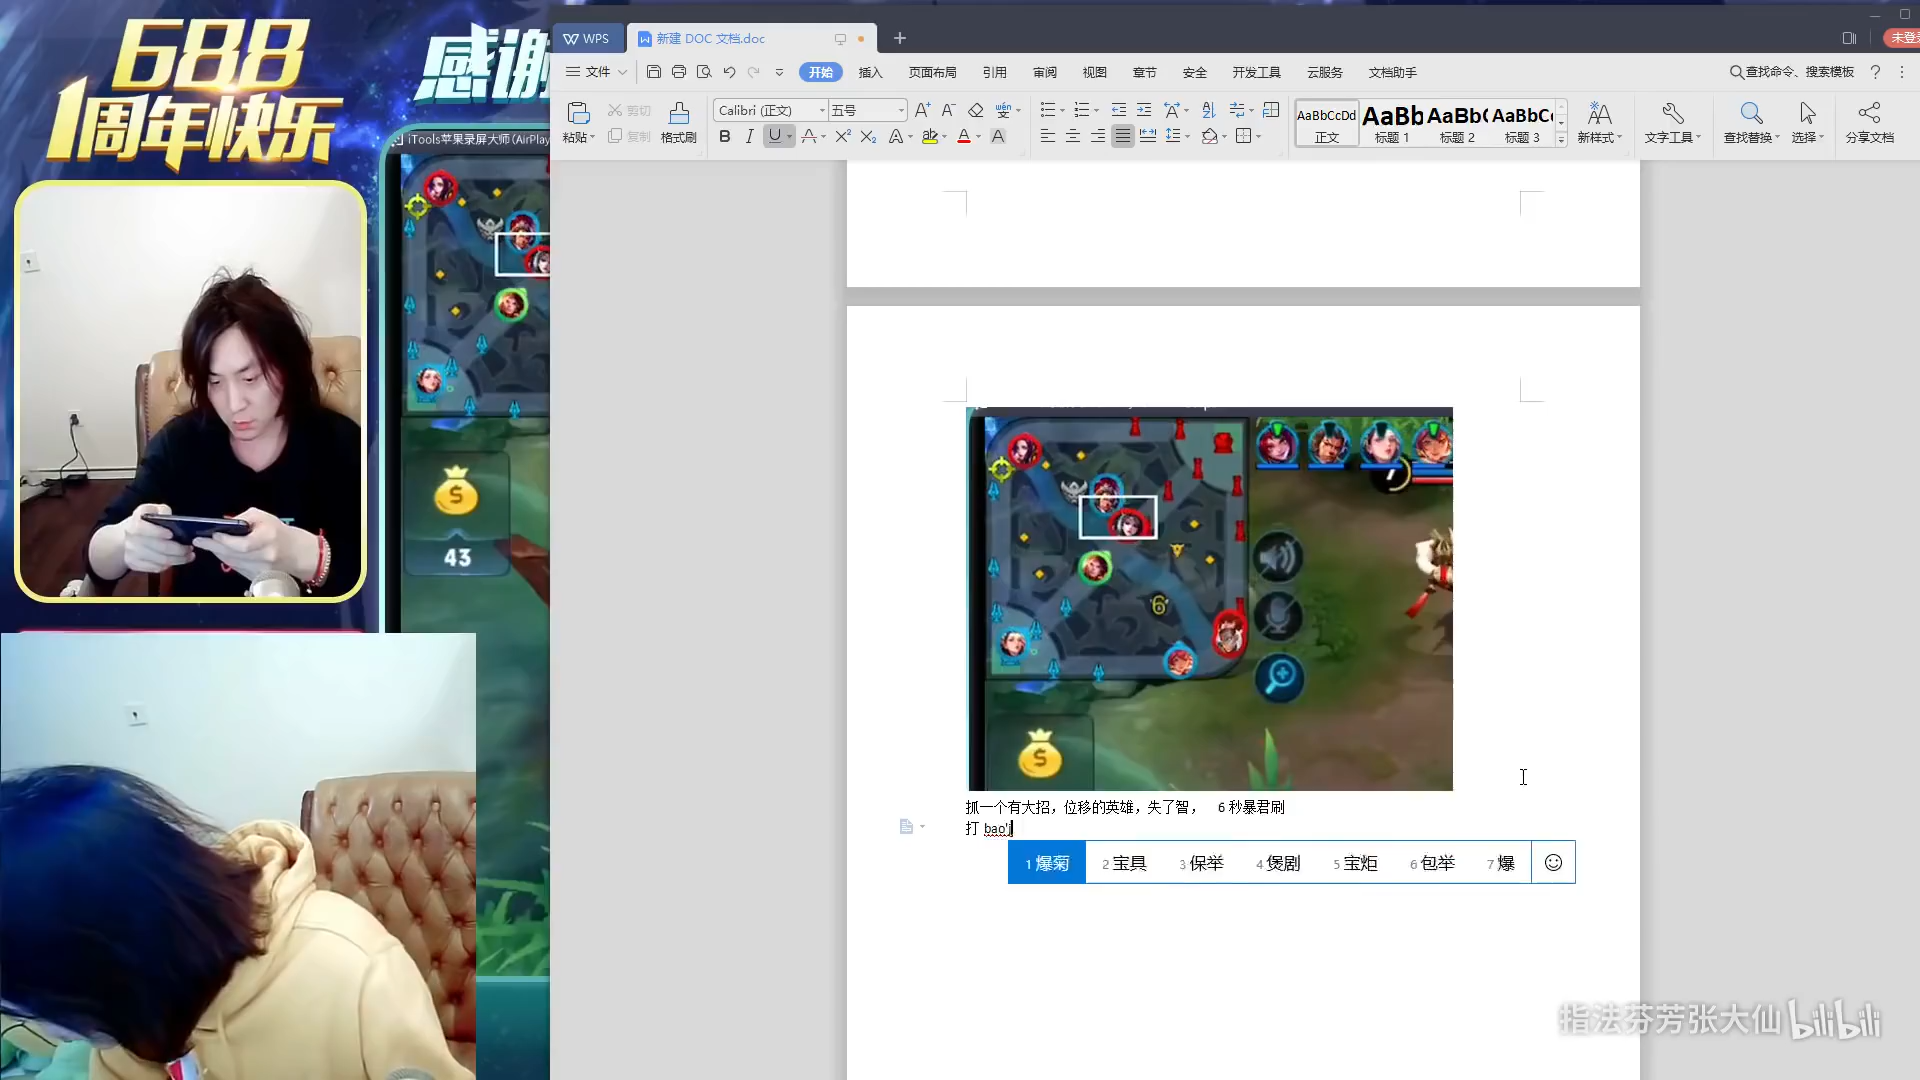 688
1周年快乐
感谢
iTools苹果录屏大师(AirPlay
43
WPS
新建 DOC 文档.doc
未登录
文件
开始
插入
页面布局
引用
审阅
视图
章节
安全
开发工具
云服务
文档助手
查找命令、搜索模板
粘贴
剪切
复制
格式刷
Calibri (正文)
五号
AaBbCcDd
正文
AaBb
标题 1
AaBb(
标题 2
AaBbC
标题 3
新样式
文字工具
查找替换
选择
分享文档
6
抓一个有大招，位移的英雄，失了智， 6 秒暴君刷
打 bao'j
1 爆菊 2 宝具 3 保举 4 煲剧 5 宝炬 6 包举 7 爆
指法芬芳张大仙 bilibili